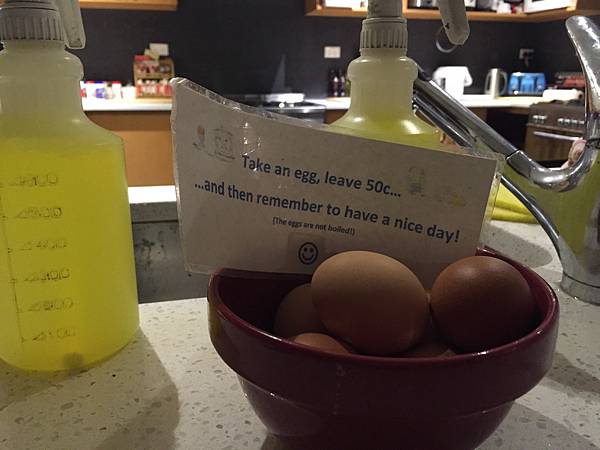 Take an egg, leave 50c...
...and then remember to have a nice day!
(The eggs are not boiled!)